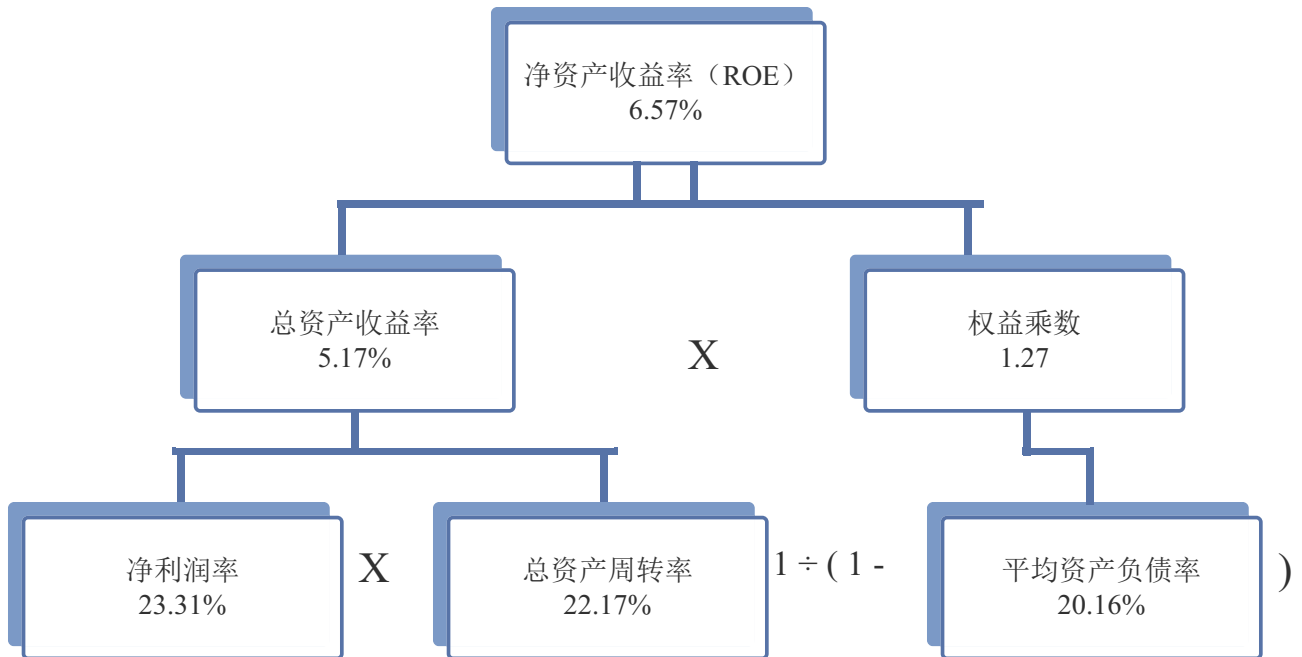 净资产收益率（ROE）
6.57%
总资产收益率
5.17%
X
权益乘数
1.27
净利润率
23.31%
X
总资产周转率
22.17%
1 ÷ ( 1 -
平均资产负债率
20.16%
)